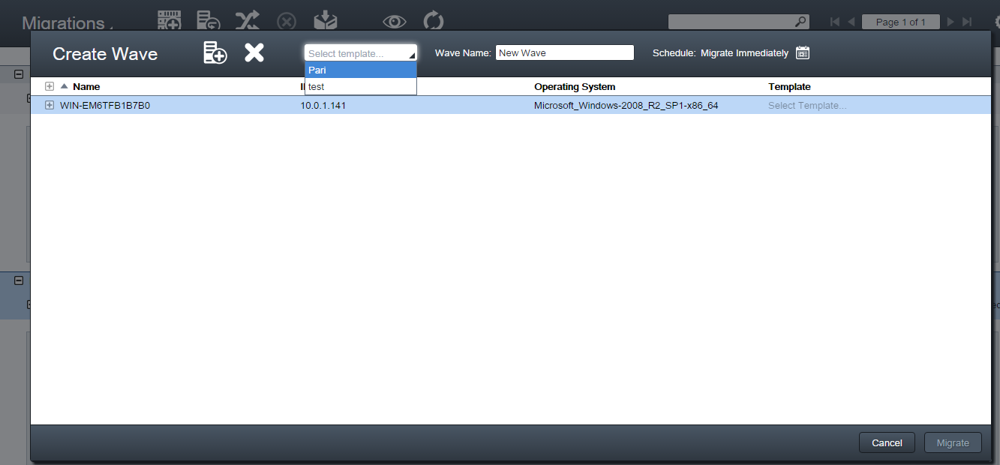 Migrations
Page 1 of 1
Create Wave
Select template...
Wave Name:
New Wave
Schedule: Migrate Immediately
Pari
test
Name
Operating System
Template
WIN-EM6TFB1B7B0
10.0.1.141
Microsoft_Windows-2008_R2_SP1-x86_64
Select Template...
Cancel
Migrate